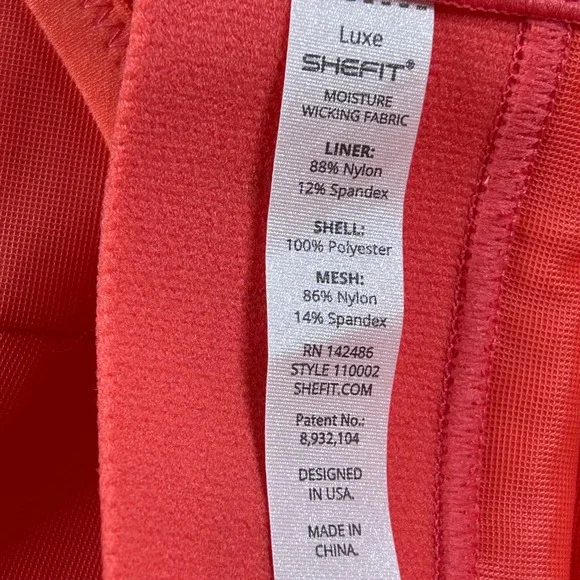 Luxe
SHEFIT®
MOISTURE
WICKING FABRIC
LINER:
88% Nylon
12% Spandex
SHELL:
100% Polyester
MESH:
86% Nylon
14% Spandex
RN 142486
STYLE 110002
SHEFIT.COM
Patent No.:
8,932,104
DESIGNED
IN USA.
MADE IN
CHINA.